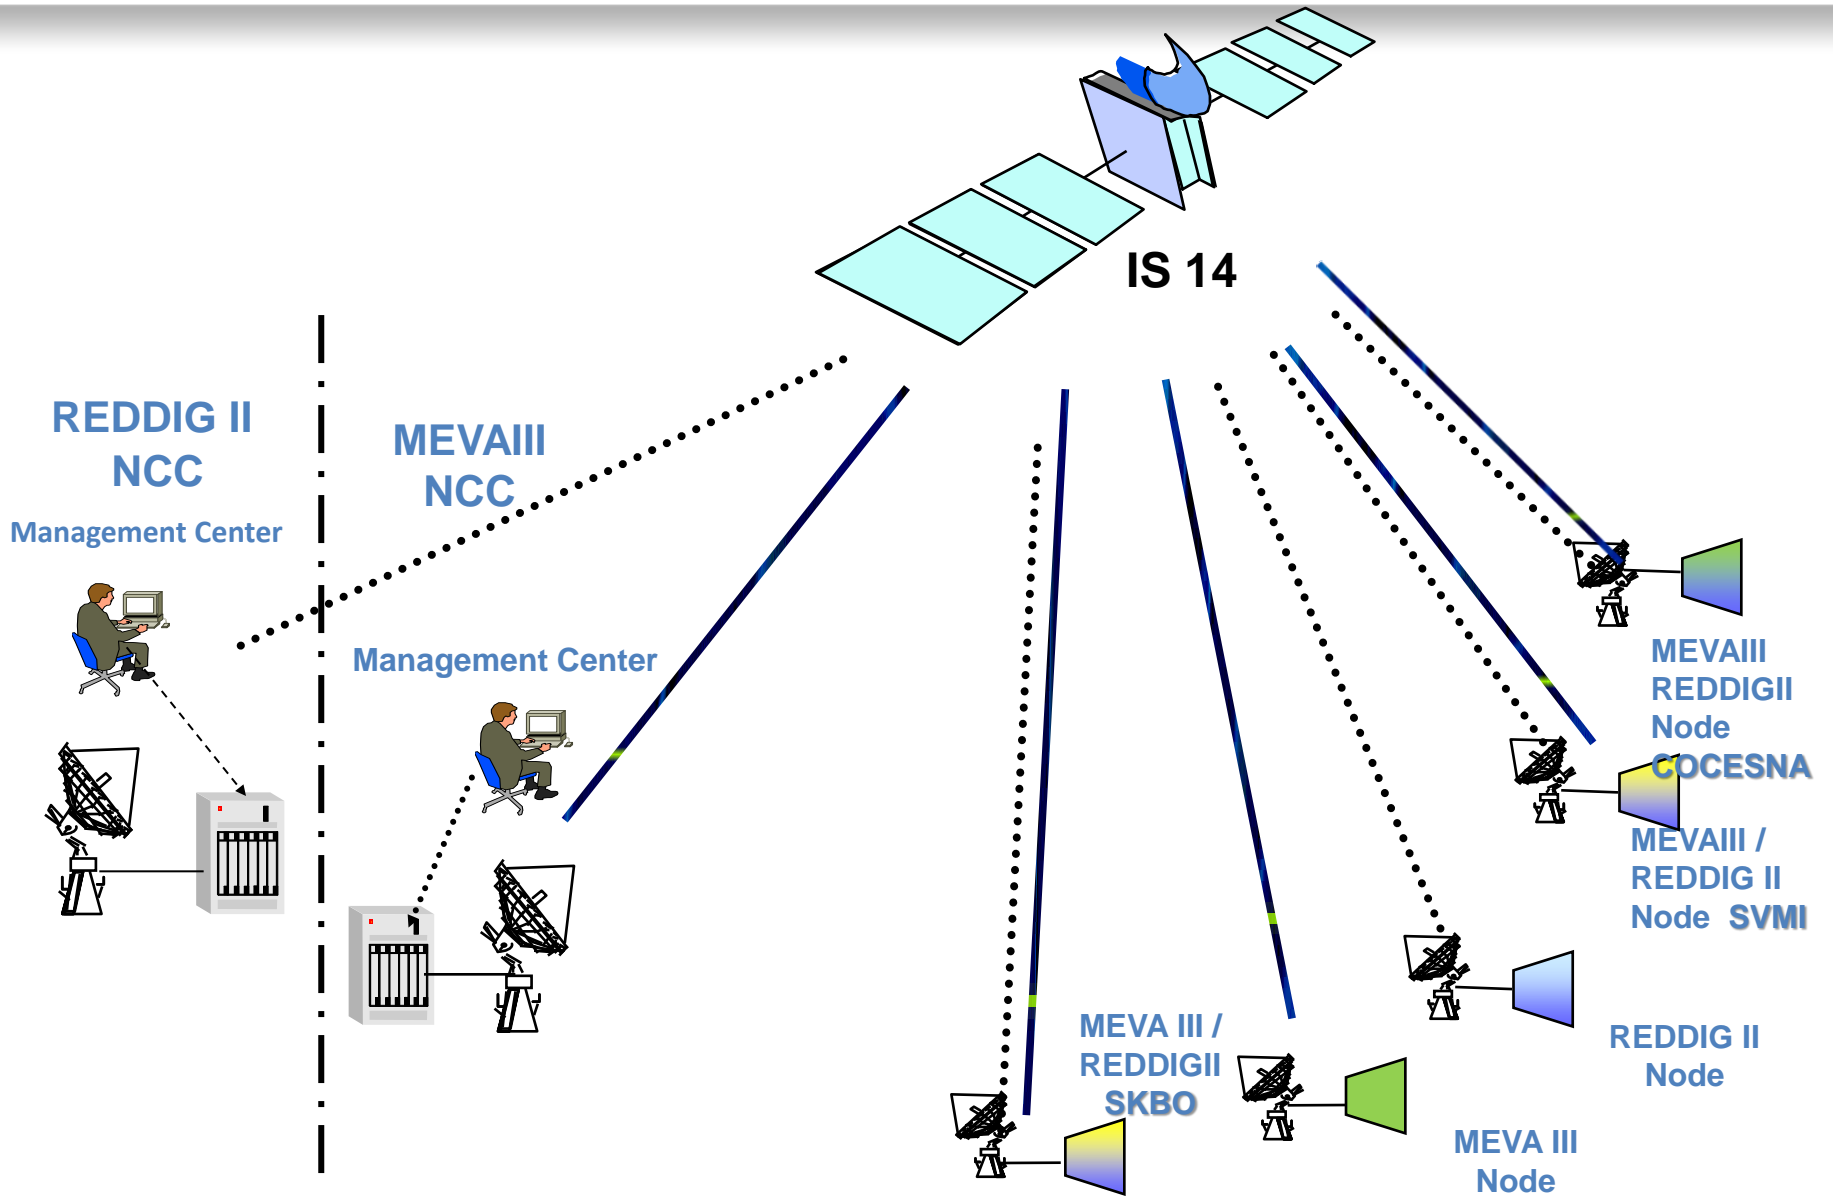 IS 14
REDDIG II
NCC
Management Center
MEVAIII
NCC
Management Center
MEVAIII
REDDIGII
Node
COCESNA
MEVAIII /
REDDIG II
Node SVMI
REDDIG II
Node
MEVA III /
REDDIGII
SKBO
MEVA III
Node